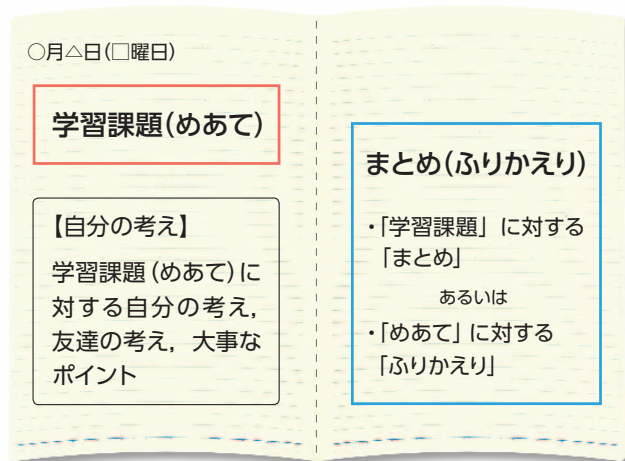 ○月△日(□曜日)
学習課題(めあて)
【自分の考え】
学習課題(めあて)に
対する自分の考え,
友達の考え, 大事な
ポイント
まとめ(ふりかえり)
・「学習課題」に対する
「まとめ」
あるいは
・「めあて」に対する
「ふりかえり」